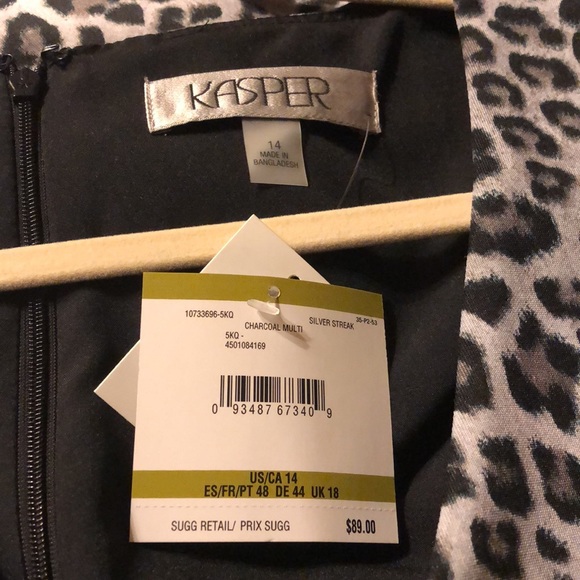 KASPER
14
MADE IN
BANGLADESH
10733696-5KQ
CHARCOAL MULTI
SILVER STREAK
35-P2-53
5KQ -
4501084169
0 93487 67340 9
US/CA 14
ES/FR/PT 48 DE 44 UK 18
SUGG RETAIL/ PRIX SUGG $89.00